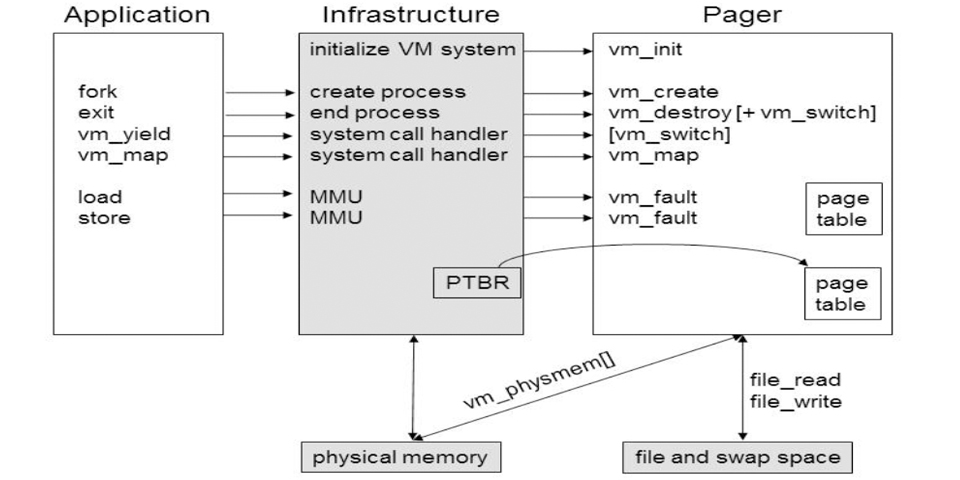 Application Infrastructure Pager
initialize VM system vm_init
fork create process vm_create
exit end process vm_destroy [+ vm_switch]
vm_yield system call handler [vm_switch]
vm_map system call handler vm_map
load MMU vm_fault
store MMU vm_fault
page
table
PTBR
page
table
vm_physmem[]
file_read
file_write
physical memory
file and swap space